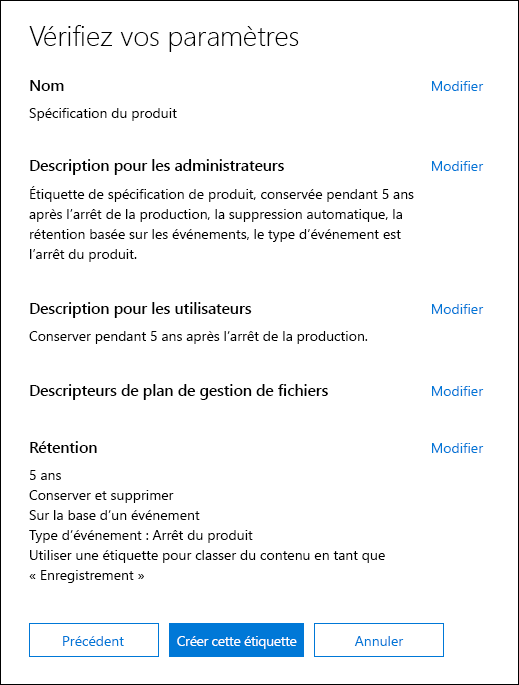 Vérifiez vos paramètres
Nom
Modifier
Spécification du produit
Description pour les administrateurs
Modifier
Étiquette de spécification de produit, conservée pendant 5 ans
après l’arrêt de la production, la suppression automatique, la
rétention basée sur les événements, le type d’événement est
l’arrêt du produit.
Description pour les utilisateurs
Modifier
Conserver pendant 5 ans après l’arrêt de la production.
Descripteurs de plan de gestion de fichiers
Modifier
Rétention
Modifier
5 ans
Conserver et supprimer
Sur la base d’un événement
Type d’événement : Arrêt du produit
Utiliser une étiquette pour classer du contenu en tant que
« Enregistrement »
Précédent
Créer cette étiquette
Annuler